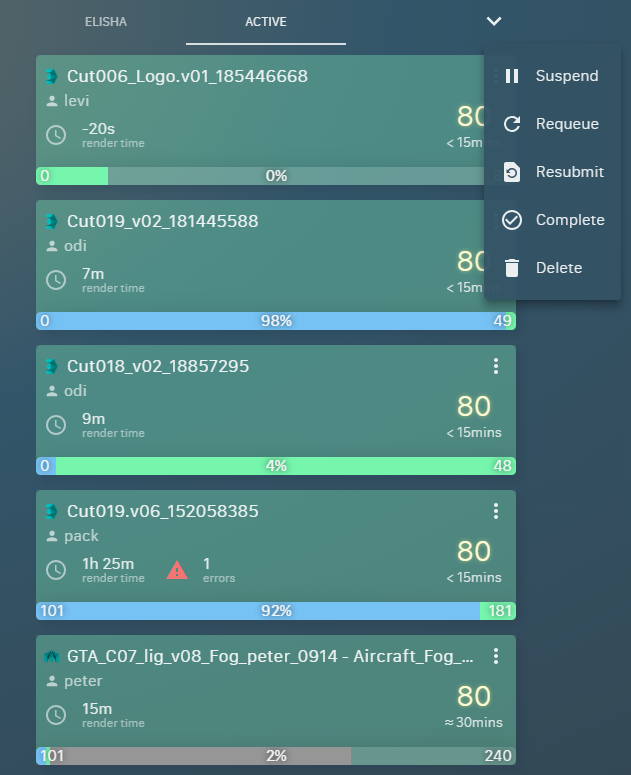 ELISHA
ACTIVE
Suspend
Requeue
Resubmit
Complete
Delete
Cut006_Logo.v01_185446668
levi
-20s
render time
80
< 15m
0
0%
Cut019_v02_181445588
odi
7m
render time
80
< 15m
0
98%
49
Cut018_v02_18857295
odi
9m
render time
80
< 15mins
0
4%
48
Cut019.v06_152058385
pack
1h 25m
render time
1
errors
80
< 15mins
101
92%
181
GTA_C07_lig_v08_Fog_peter_0914 - Aircraft_Fog_...
peter
15m
render time
80
≈ 30mins
101
2%
240